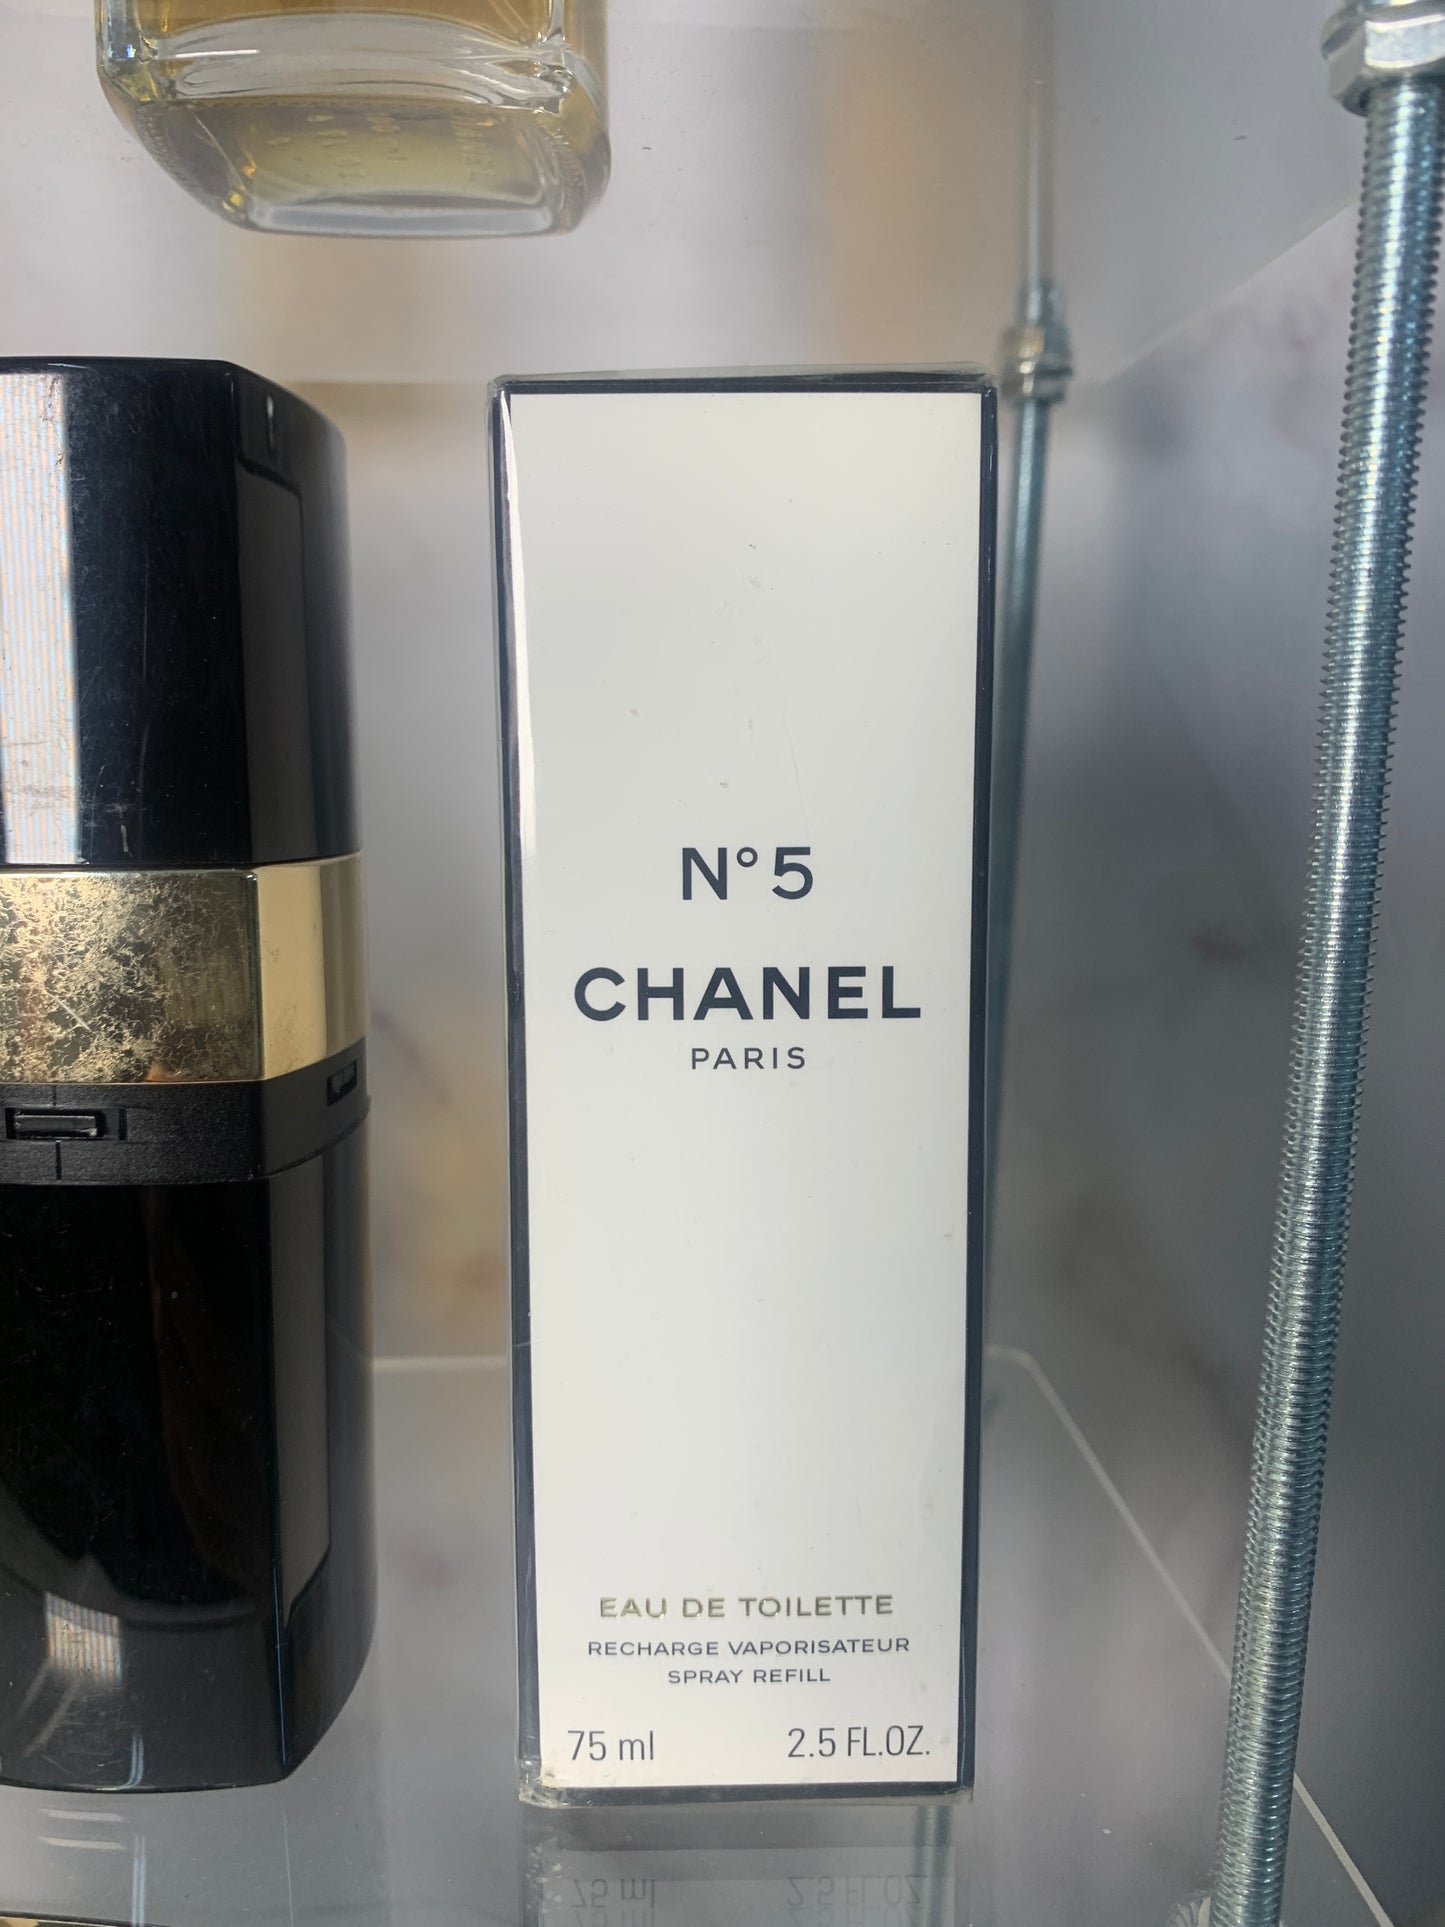 N°5
CHANEL
PARIS
EAU DE TOILETTE
RECHARGE VAPORISATEUR
SPRAY REFILL
75 ml 2.5 FL.OZ.